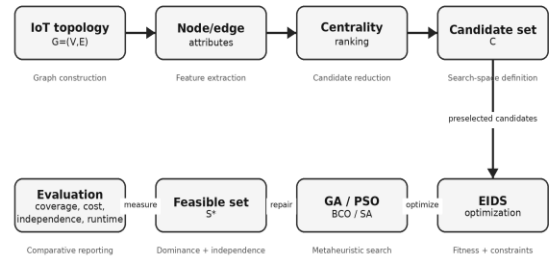 IoT topology
G=(V,E)
Node/edge
attributes
Centrality
ranking
Candidate set
C
Graph construction
Feature extraction
Candidate reduction
Search-space definition
preselected candidates
Evaluation
coverage, cost,
independence, runtime
measure
Feasible set
S*
repair
GA / PSO
BCO / SA
optimize
EIDS
optimization
Comparative reporting
Dominance + independence
Metaheuristic search
Fitness + constraints